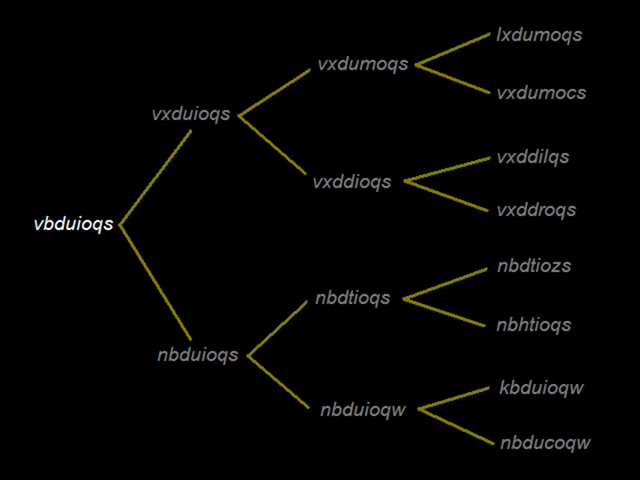 lxdumoqs
vxdumoqs
vxdumocs
vxduioqs
vxddilqs
vxddioqs
vxddroqs
vbduioqs
nbdtiozs
nbdtioqs
nbhtioqs
nbduioqs
kbduioqw
nbduioqw
nbducoqw